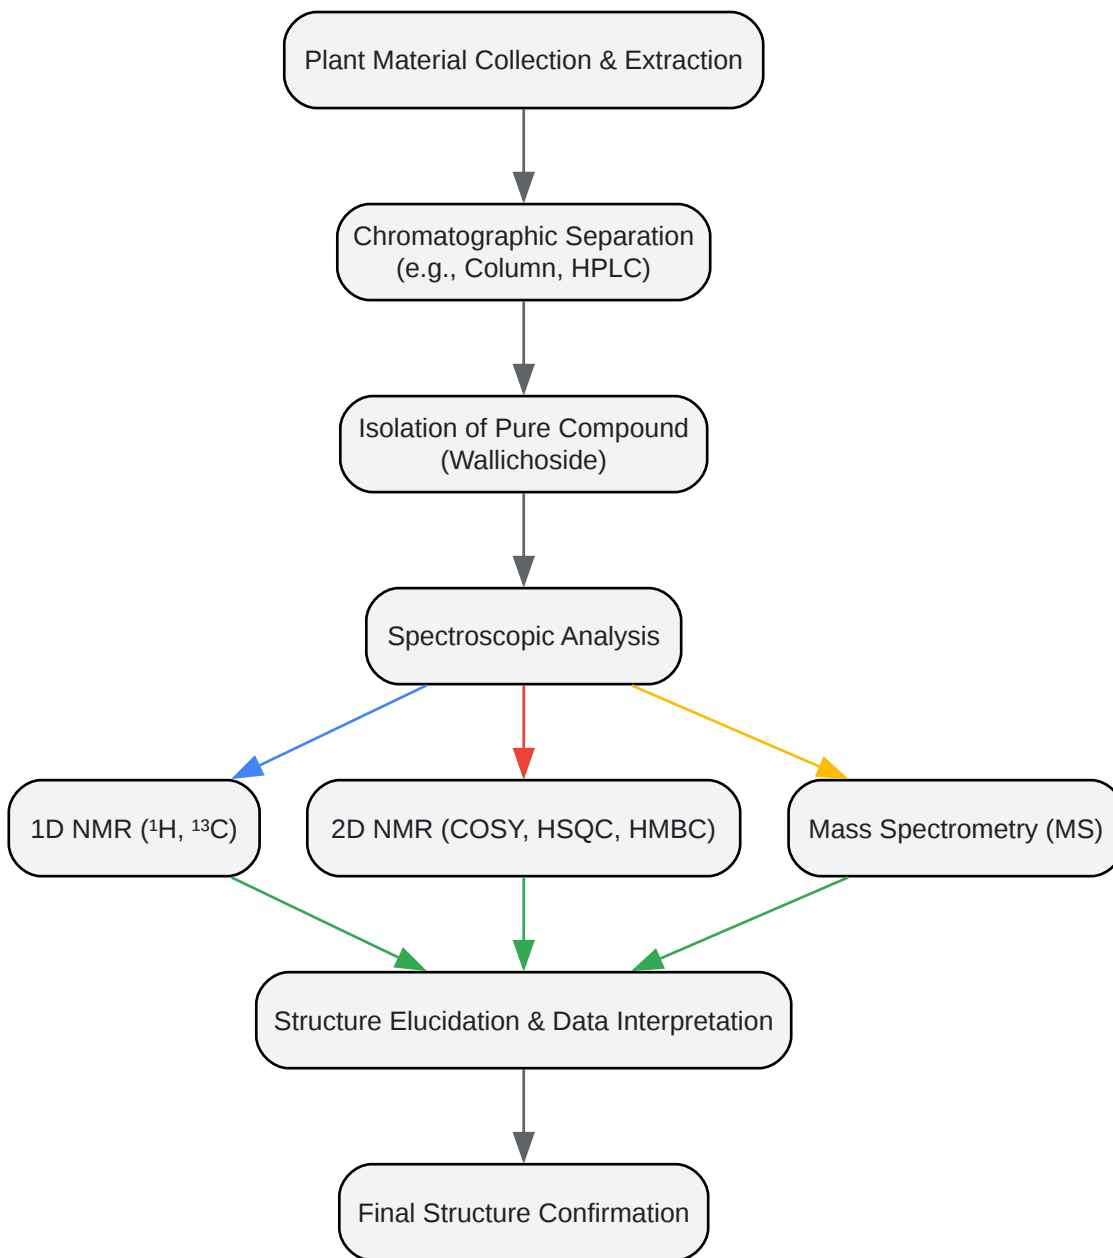 Plant Material Collection & Extraction
Chromatographic Separation
(e.g., Column, HPLC)
Isolation of Pure Compound
(Wallichoside)
Spectroscopic Analysis
1D NMR (¹H, ¹³C)
2D NMR (COSY, HSQC, HMBC)
Mass Spectrometry (MS)
Structure Elucidation & Data Interpretation
Final Structure Confirmation